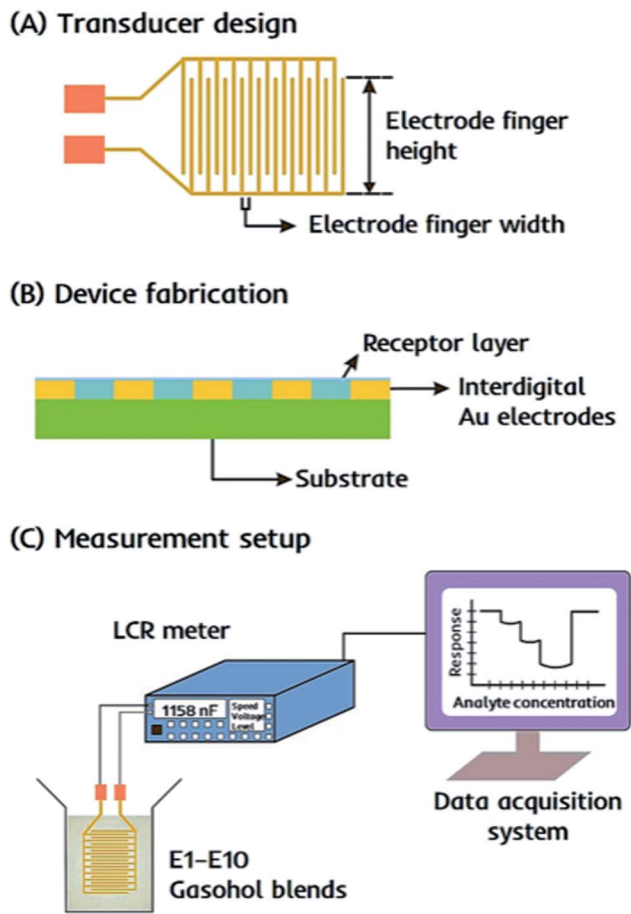 (A) Transducer design
Electrode finger
height
Electrode finger width
(B) Device fabrication
Receptor layer
Interdigital
Au electrodes
Substrate
(C) Measurement setup
LCR meter
1158 nF
Speed
Voltage
Level
Response
Analyte concentration
Data acquisition
system
E1–E10
Gasohol blends